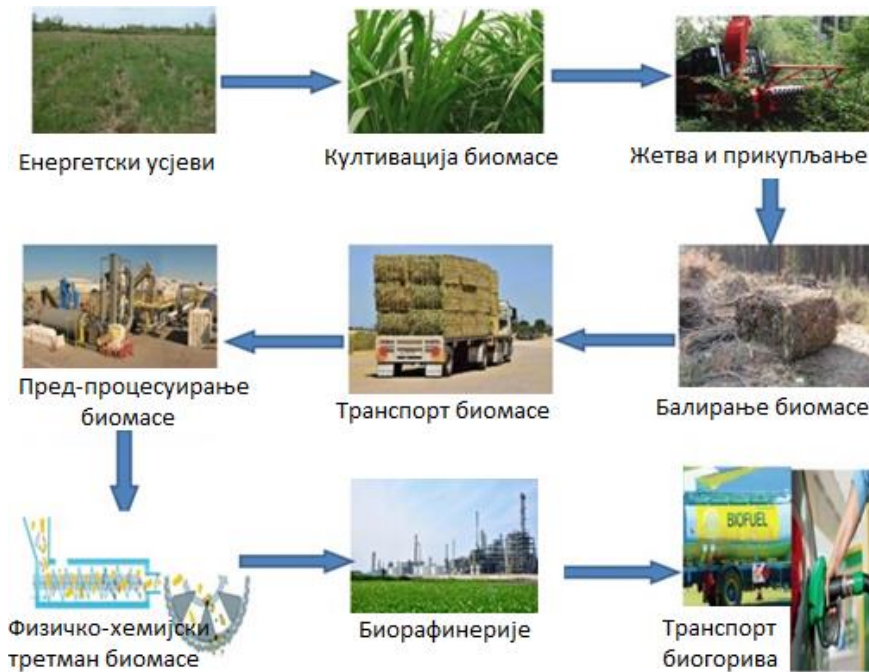 Енергетски усјеви
Култивација биомасе
Жетва и прикупљање
Пред-процесуирање
биомасе
Транспорт биомасе
Балирање биомасе
BIOFUEL
Физичко-хемијски
третман биомасе
Биорафинерије
Транспорт
биогорива